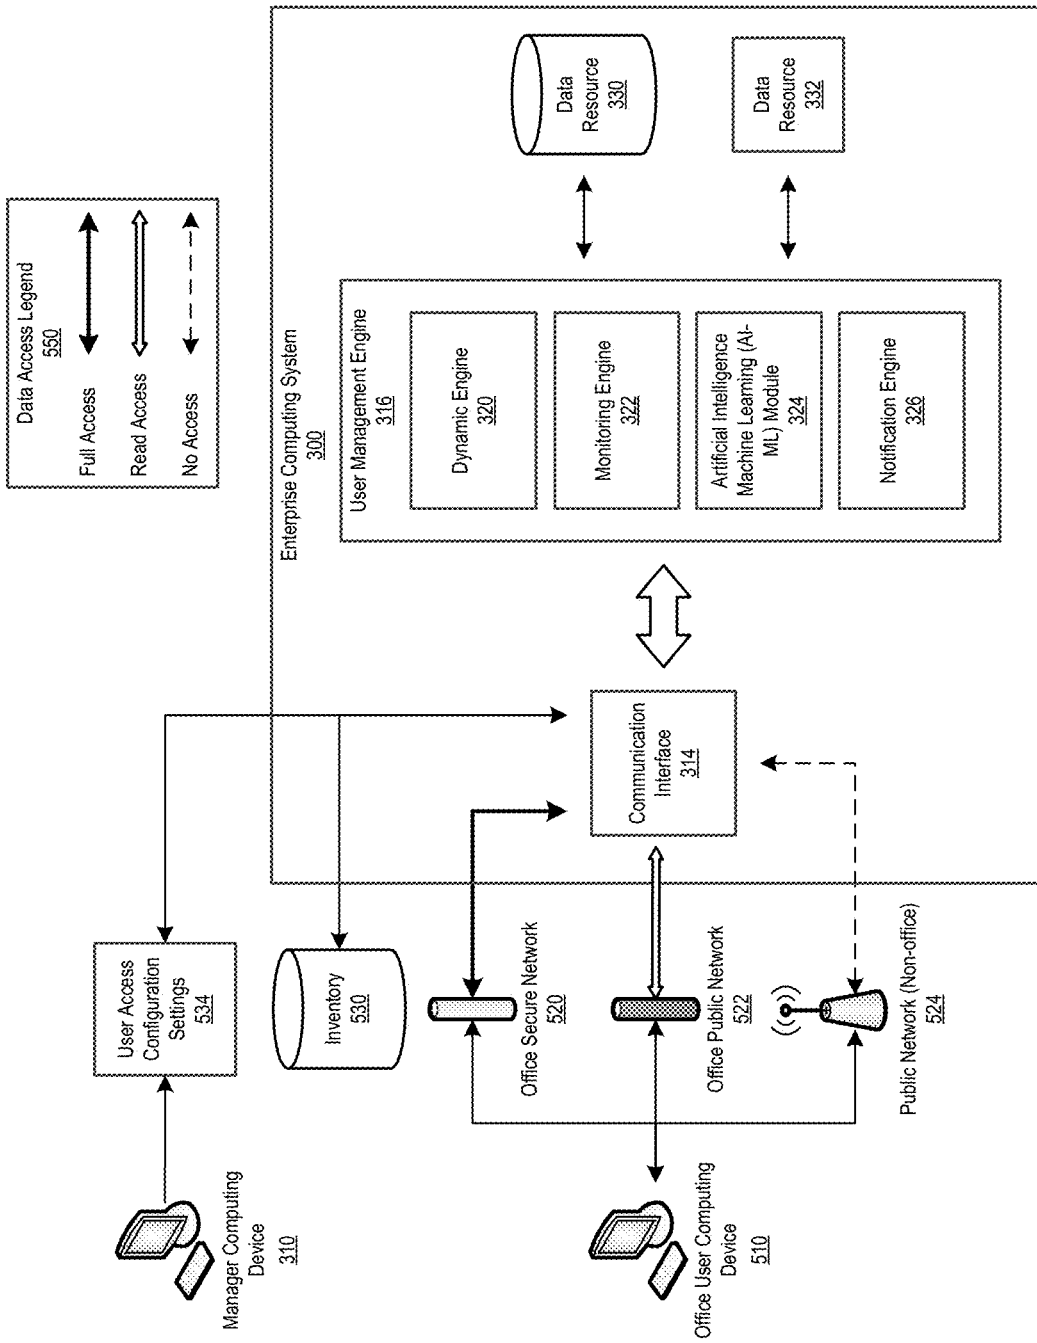 Data Access Legend
550
Full Access
Read Access
No Access
Manager Computing
Device
310
User Access
Configuration
Settings
534
Inventory
530
Office User Computing
Device
510
Office Secure Network
520
Office Public Network
522
Public Network (Non-office)
524
Enterprise Computing System
300
Communication
Interface
314
User Management Engine
316
Dynamic Engine
320
Monitoring Engine
322
Artificial Intelligence
Machine Learning (AI-
ML) Module
324
Notification Engine
326
Data
Resource
330
Data
Resource
332